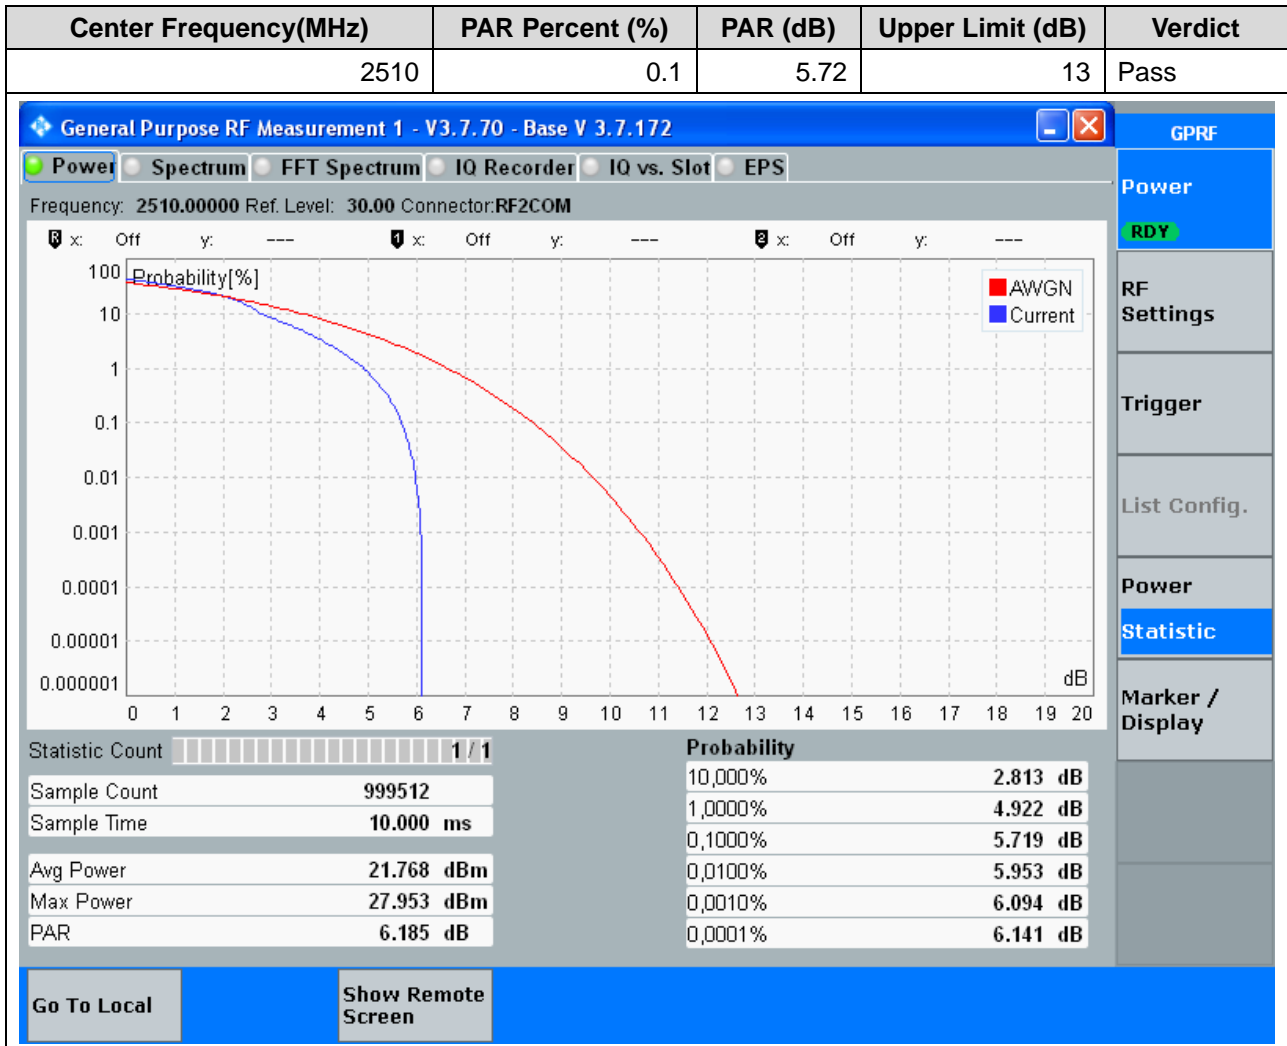 Center Frequency(MHz) PAR Percent (%) PAR (dB) Upper Limit (dB) Verdict
2510 0.1 5.72 13 Pass
General Purpose RF Measurement 1 - V3.7.70 - Base V 3.7.172
GPRF
Power Spectrum FFT Spectrum IQ Recorder IQ vs. Slot EPS
Power
RDY
Frequency: 2510.00000 Ref. Level: 30.00 Connector:RF2COM
R x: Off y: --- 1 x: Off y: --- 2 x: Off y: ---
Probability[%]
AWGN
Current
100
10
1
0.1
0.01
0.001
0.0001
0.00001
0.000001
dB
0 1 2 3 4 5 6 7 8 9 10 11 12 13 14 15 16 17 18 19 20
RF
Settings
Trigger
List Config.
Power
Statistic
Marker /
Display
Statistic Count 1 / 1
Sample Count 999512
Sample Time 10.000 ms
Avg Power 21.768 dBm
Max Power 27.953 dBm
PAR 6.185 dB
Probability
10,000% 2.813 dB
1,0000% 4.922 dB
0,1000% 5.719 dB
0,0100% 5.953 dB
0,0010% 6.094 dB
0,0001% 6.141 dB
Go To Local
Show Remote
Screen